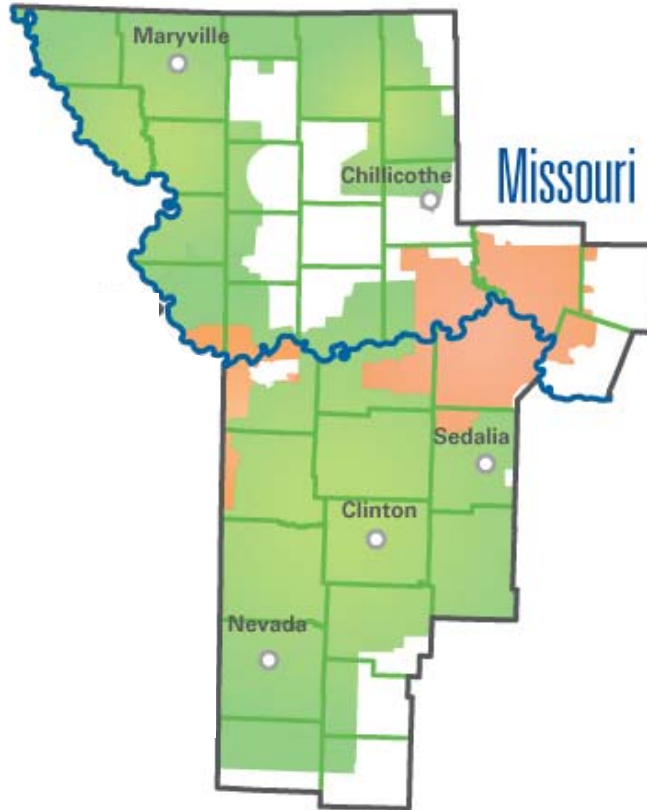 Maryville
Chillicothe
Missouri
Sedalia
Clinton
Nevada